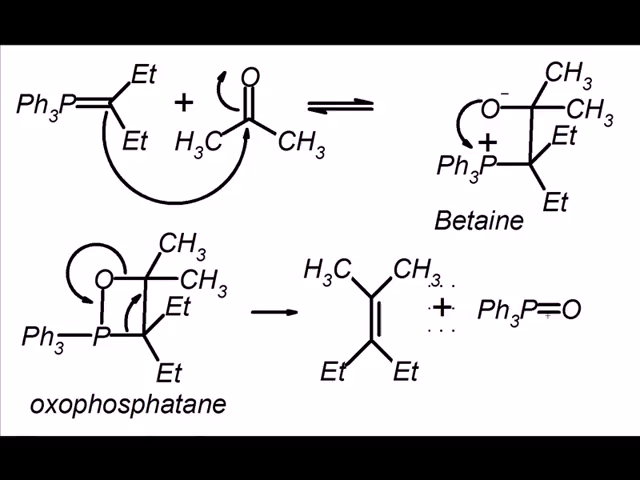 Ph3P=C Et Et + O H3C CH3 ⇌ O− CH3 CH3 Et Ph3P+ Et
Betaine
O CH3 CH3 Et Ph3 P Et → H3C CH3 Et Et + Ph3P=O
oxophosphatane